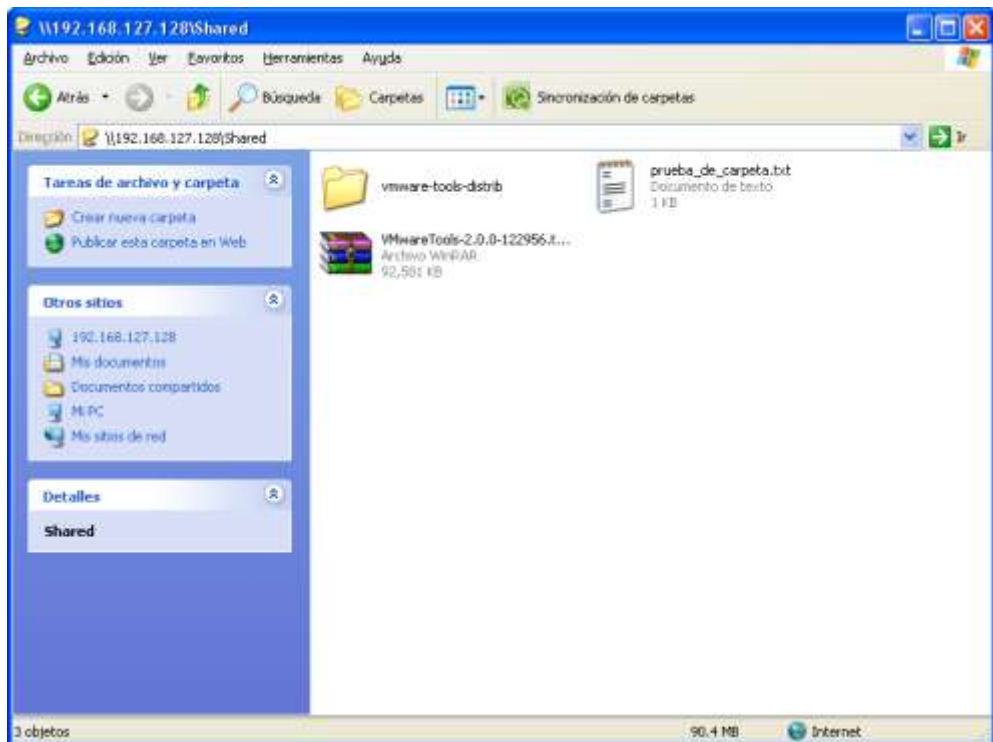 \\192.168.127.128\Shared
Archivo Edición Ver Favoritos Herramientas Ayuda
Atrás Búsqueda Carpetas Sincronización de carpetas
Dirección \\192.168.127.128\Shared Ir
Tareas de archivo y carpeta
Crear nueva carpeta
Publicar esta carpeta en Web
Otros sitios
192.168.127.128
Mis documentos
Documentos compartidos
Mi PC
Mis sitios de red
Detalles
Shared
vmware-tools-distrib
prueba_de_carpeta.txt
Documento de texto
1 KB
VMwareTools-2.0.0-122956.t...
Archivo WinRAR
92,581 KB
3 objetos 90.4 MB Internet